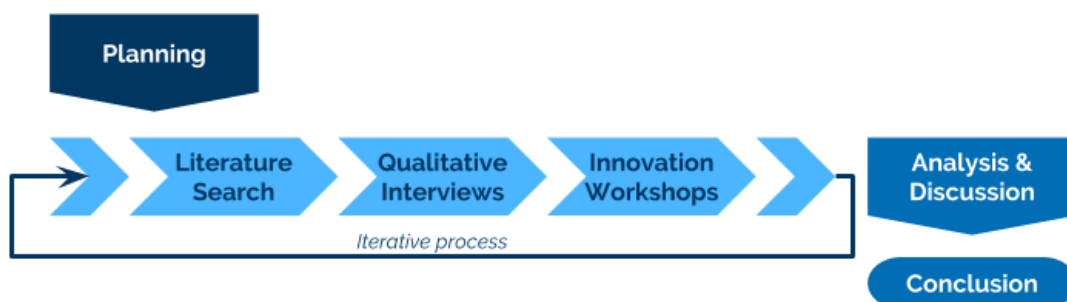 Planning
Literature
Search
Qualitative
Interviews
Innovation
Workshops
Analysis &
Discussion
Iterative process
Conclusion